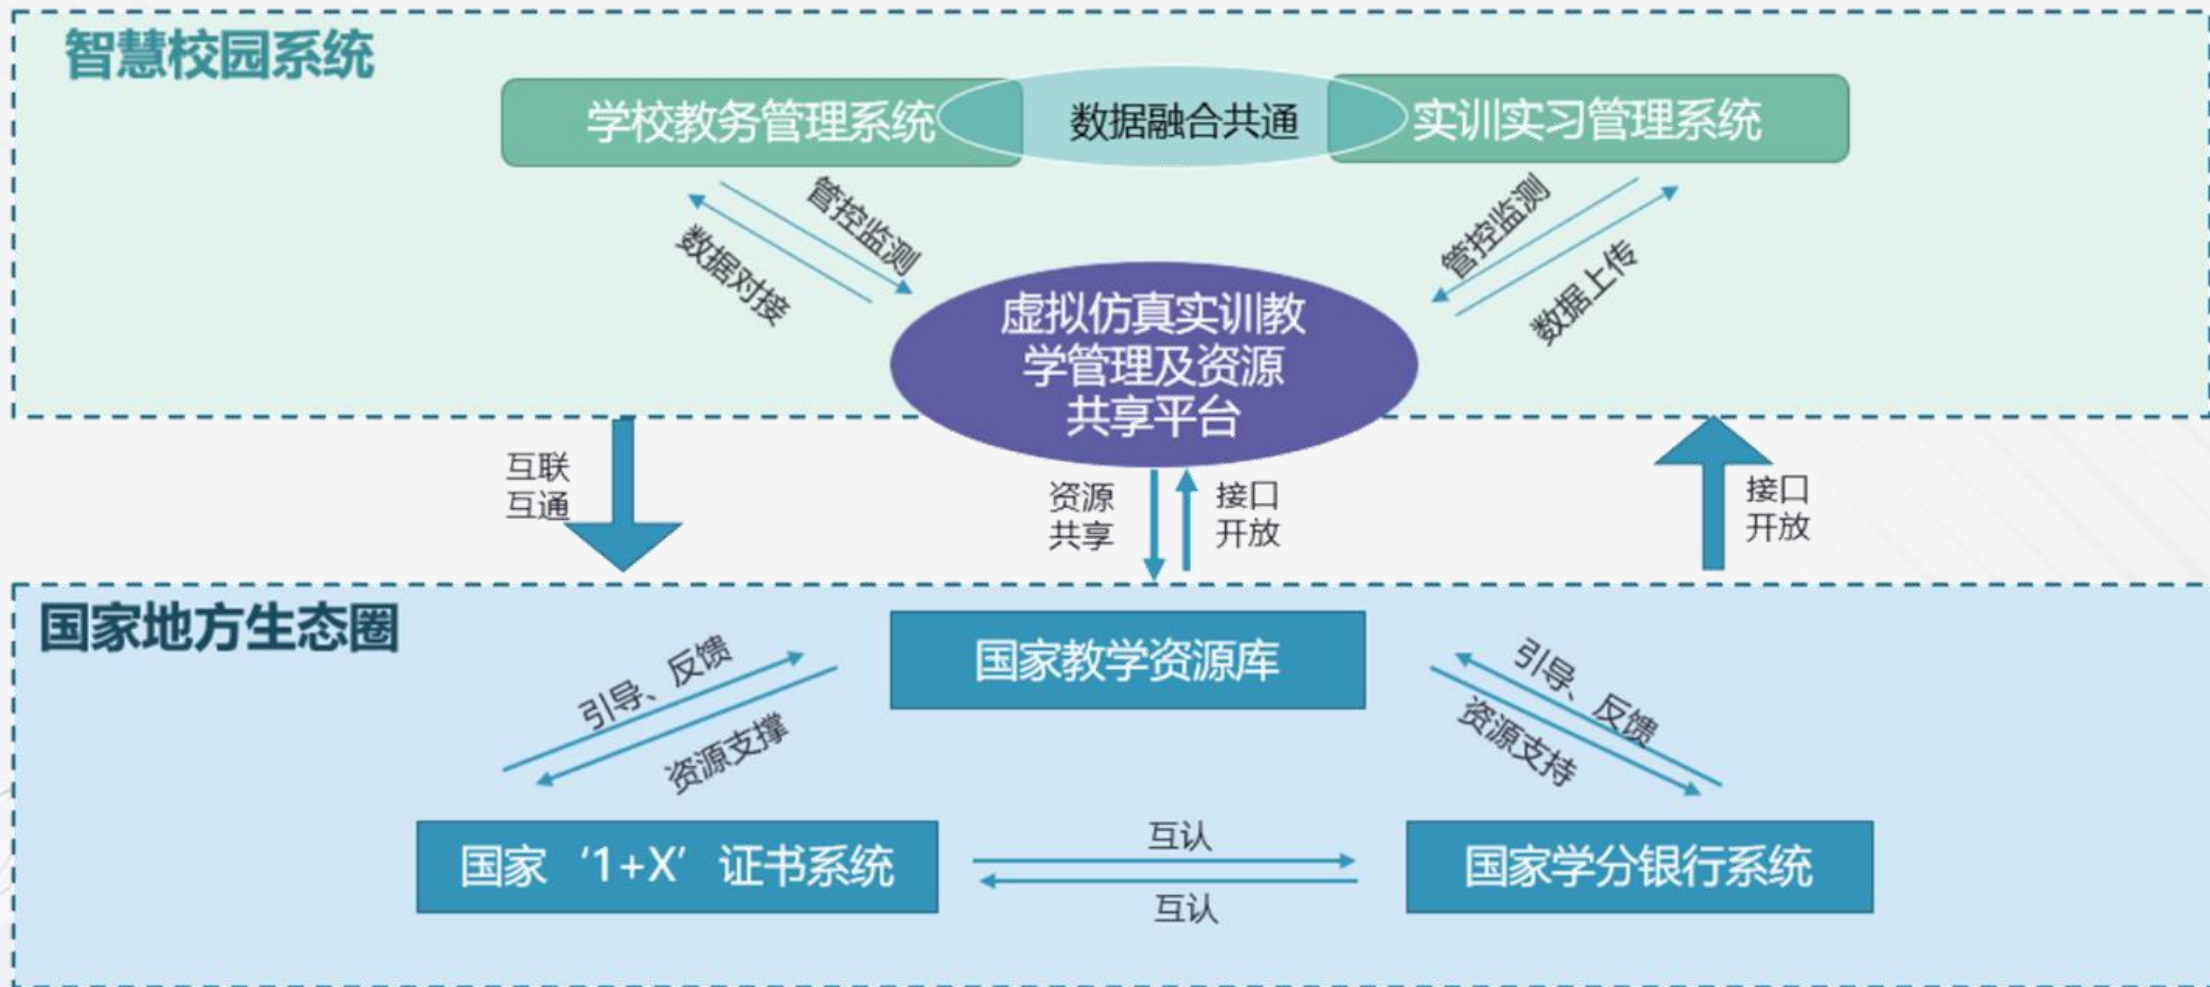 智慧校园系统
学校教务管理系统
数据融合共通
实训实习管理系统
管控监测
数据对接
管控监测
数据上传
虚拟仿真实训教
学管理及资源
共享平台
互联
互通
资源
共享
接口
开放
接口
开放
国家地方生态圈
国家教学资源库
引导、反馈
资源支撑
引导、反馈
资源支持
国家‘1+X’证书系统
互认
互认
国家学分银行系统